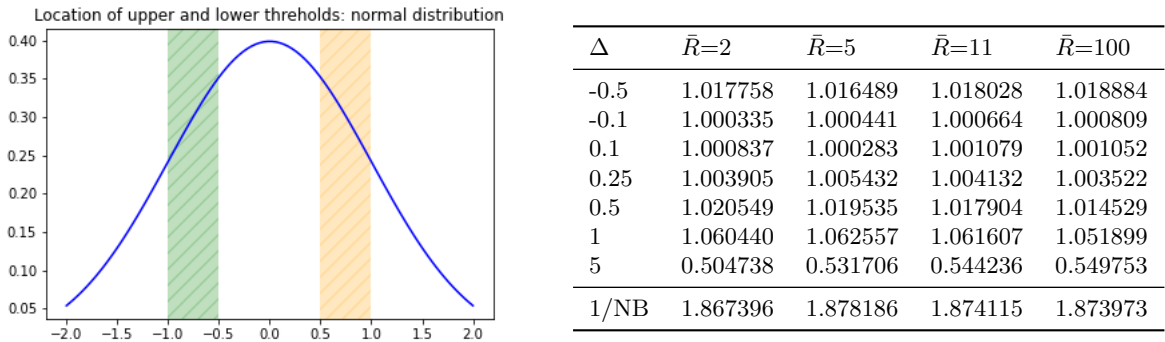 Location of upper and lower threholds: normal distribution
0.40
0.35
0.30
0.25
0.20
0.15
0.10
0.05
−2.0 −1.5 −1.0 −0.5 0.0 0.5 1.0 1.5 2.0
Δ R̄=2 R̄=5 R̄=11 R̄=100
-0.5 1.017758 1.016489 1.018028 1.018884
-0.1 1.000335 1.000441 1.000664 1.000809
0.1 1.000837 1.000283 1.001079 1.001052
0.25 1.003905 1.005432 1.004132 1.003522
0.5 1.020549 1.019535 1.017904 1.014529
1 1.060440 1.062557 1.061607 1.051899
5 0.504738 0.531706 0.544236 0.549753
1/NB 1.867396 1.878186 1.874115 1.873973